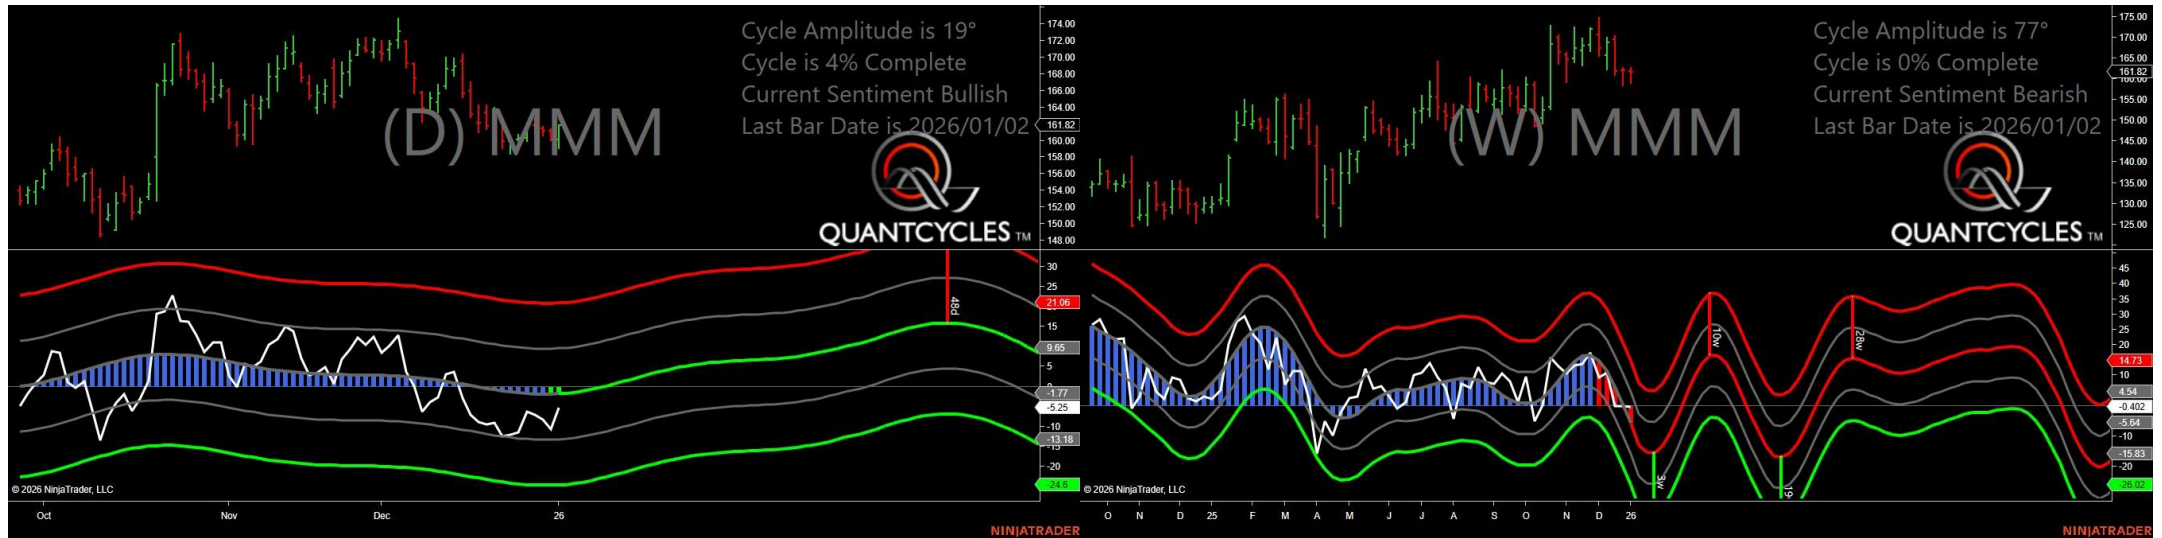 Cycle Amplitude is 19°
Cycle is 4% Complete
Current Sentiment Bullish
Last Bar Date is 2026/01/02
(D) MMM
QUANTCYCLES TM
174.00
172.00
170.00
168.00
166.00
164.00
161.82
160.00
158.00
156.00
154.00
152.00
150.00
148.00
48d
30
25
21.06
15
9.65
5
0
-1.77
-5.25
-10
-13.18
-15
-20
-24.6
© 2026 NinjaTrader, LLC
Oct Nov Dec 26
NINJATRADER
Cycle Amplitude is 77°
Cycle is 0% Complete
Current Sentiment Bearish
Last Bar Date is 2026/01/02
(W) MMM
QUANTCYCLES TM
175.00
170.00
165.00
161.82
160.00
155.00
150.00
145.00
140.00
135.00
130.00
125.00
10w
28w
3w
19
45
40
35
30
25
20
14.73
10
4.54
-0.402
-5.64
-10
-15.83
-20
-26.02
© 2026 NinjaTrader, LLC
O N D 25 F M A M J J A S O N D 26
NINJATRADER